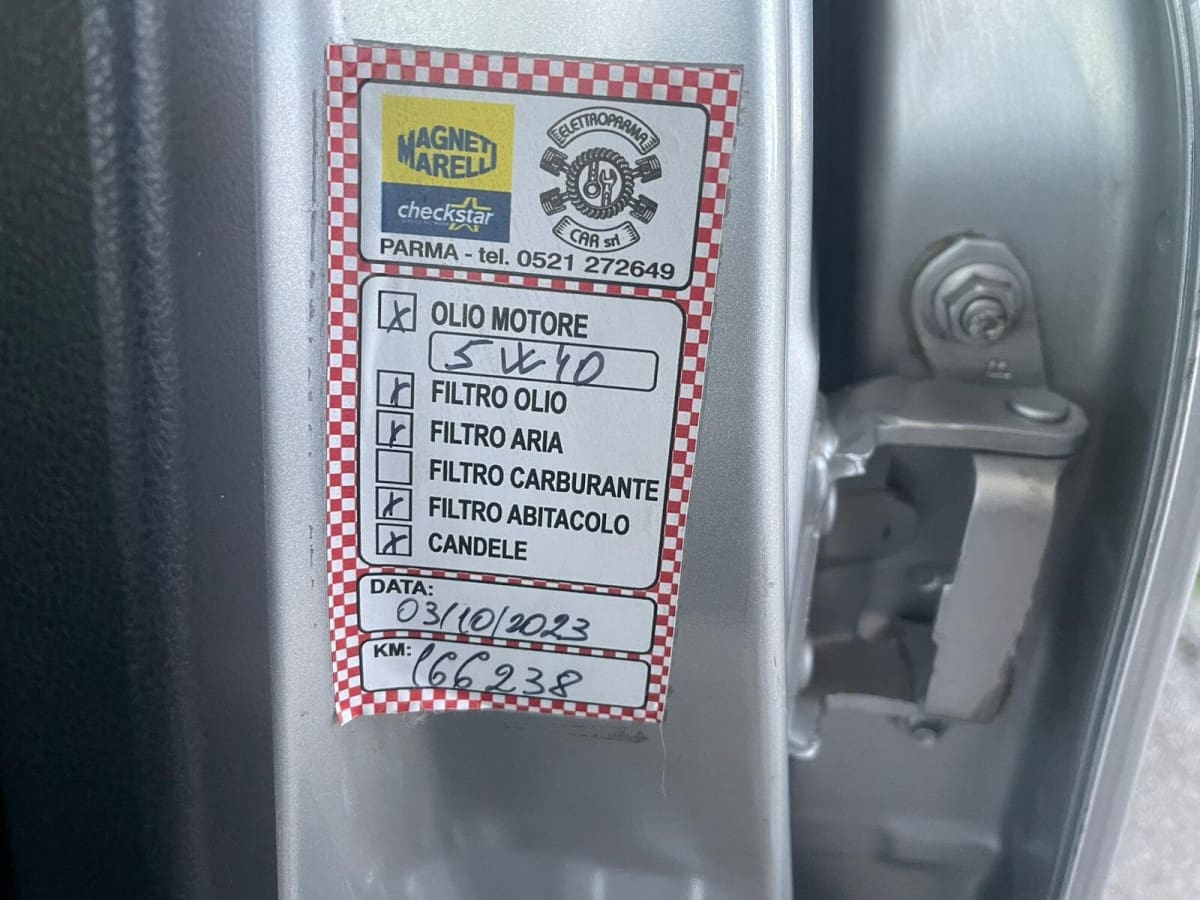 MAGNETI
MARELLI
checkstar
ELETTROPARMA
CAR srl
PARMA - tel. 0521 272649
X OLIO MOTORE
5W40
X FILTRO OLIO
X FILTRO ARIA
FILTRO CARBURANTE
X FILTRO ABITACOLO
X CANDELE
DATA:
03/10/2023
KM: 166238